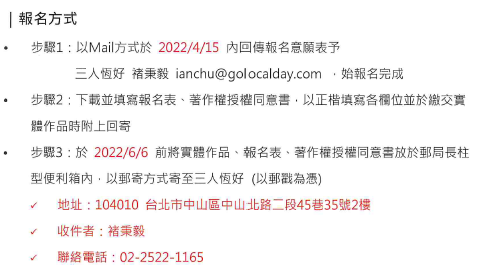 | 報名方式
• 步驟1：以Mail方式於 2022/4/15 內回傳報名意願表予
三人恆好 褚秉毅 ianchu@golocalday.com ，始報名完成
• 步驟2：下載並填寫報名表、著作權授權同意書，以正楷填寫各欄位並於繳交實
體作品時附上回寄
• 步驟3：於 2022/6/6 前將實體作品、報名表、著作權授權同意書放於郵局長柱
型便利箱內，以郵寄方式寄至三人恆好 (以郵戳為憑)
✓ 地址：104010 台北市中山區中山北路二段45巷35號2樓
✓ 收件者：褚秉毅
✓ 聯絡電話：02-2522-1165